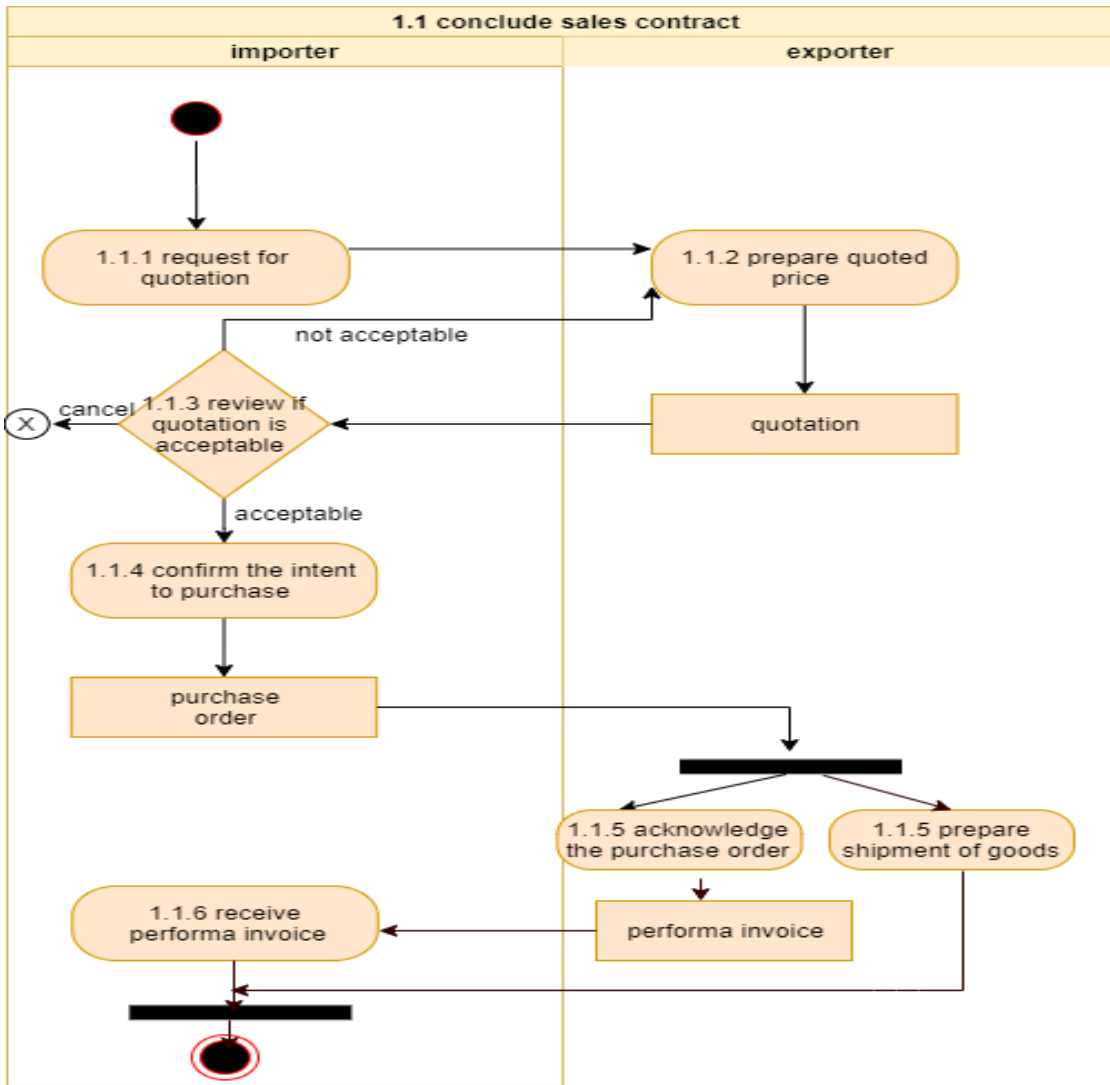 1.1 conclude sales contract
importer
exporter
1.1.1 request for
quotation
1.1.2 prepare quoted
price
not acceptable
cancel
X
1.1.3 review if
quotation is
acceptable
quotation
acceptable
1.1.4 confirm the intent
to purchase
purchase
order
1.1.5 acknowledge
the purchase order
1.1.5 prepare
shipment of goods
1.1.6 receive
performa invoice
performa invoice